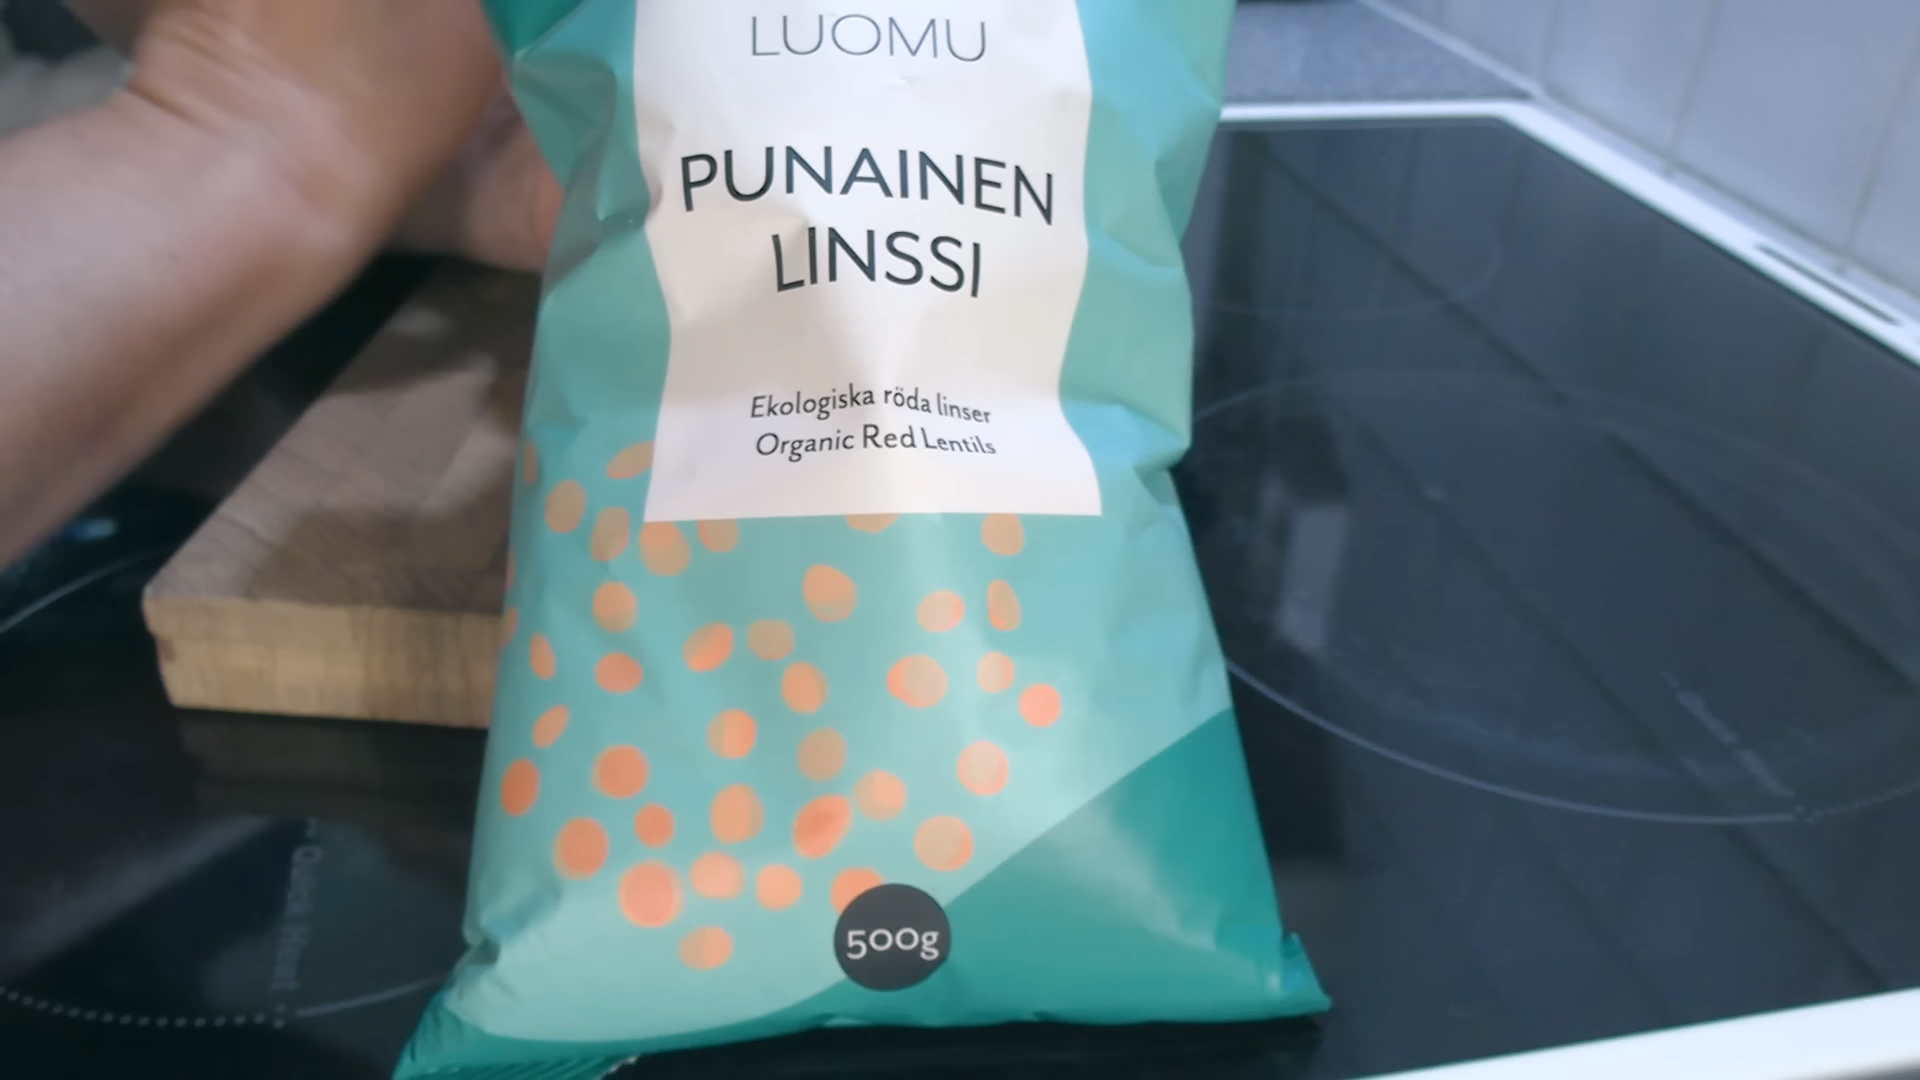 LUOMU
PUNAINEN
LINSSI
Ekologiska röda linser
Organic Red Lentils
500g